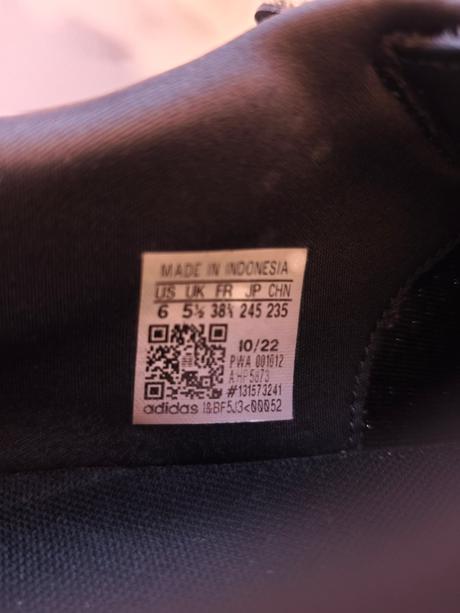 MADE IN INDONESIA
US UK FR JP CHN
6 5½ 38⅔ 245 235
10/22
PWA 001012
#131573241
adidas